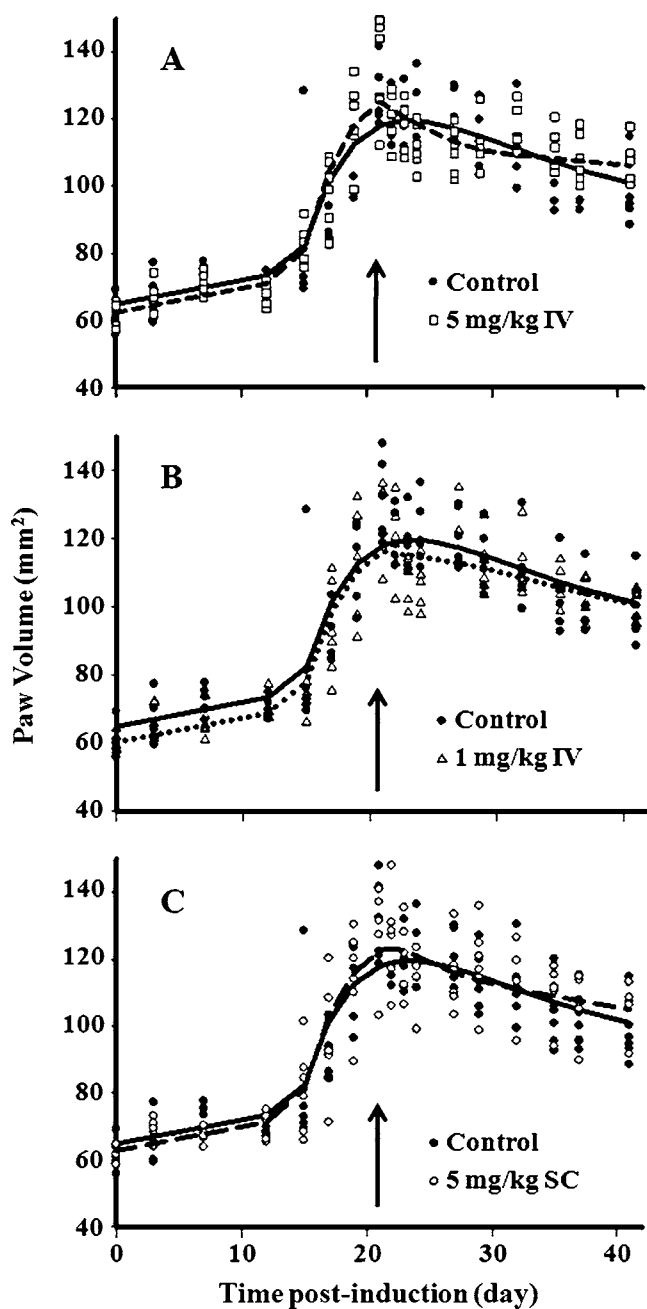 A
140
120
100
80
60
40
Control
5 mg/kg IV
B
140
120
100
80
60
40
Control
1 mg/kg IV
Paw Volume (mm²)
C
140
120
100
80
60
40
Control
5 mg/kg SC
0 10 20 30 40
Time post-induction (day)